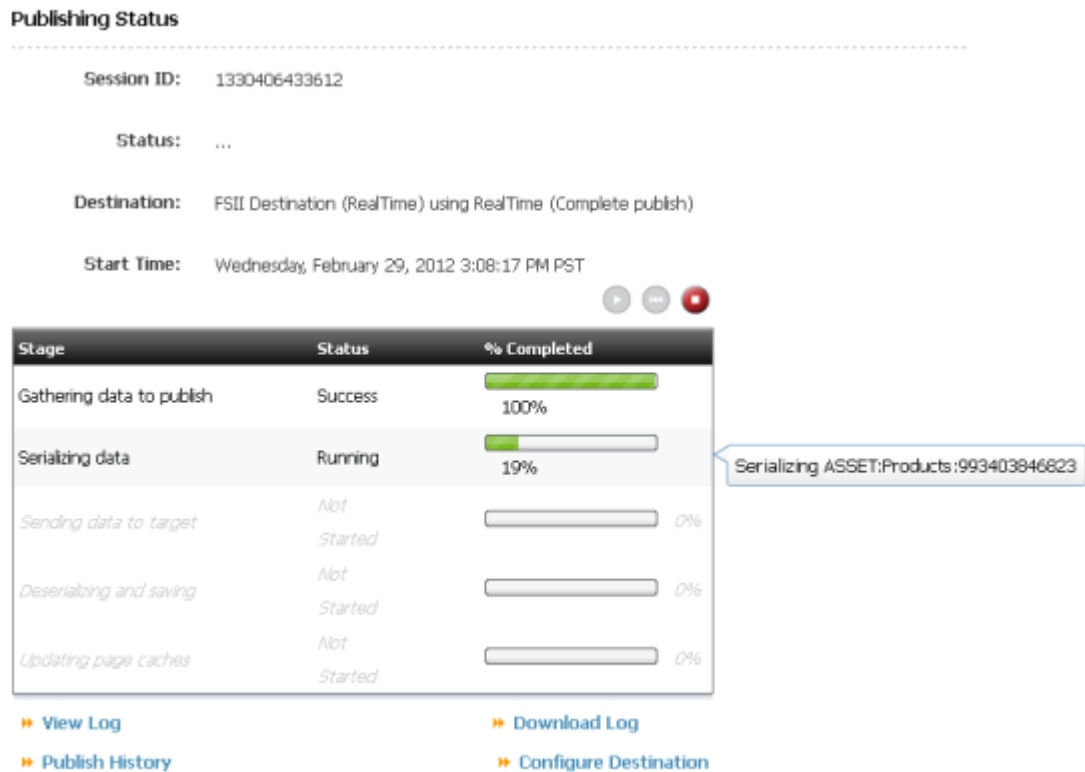 Publishing Status
Session ID: 1330406433612
Status: ...
Destination: FSII Destination (RealTime) using RealTime (Complete publish)
Start Time: Wednesday, February 29, 2012 3:08:17 PM PST
Stage Status % Completed
Gathering data to publish Success 100%
Serializing data Running 19%
Serializing ASSET:Products:993403846823
Sending data to target Not Started 0%
Deserializing and saving Not Started 0%
Updating page caches Not Started 0%
View Log Download Log
Publish History Configure Destination